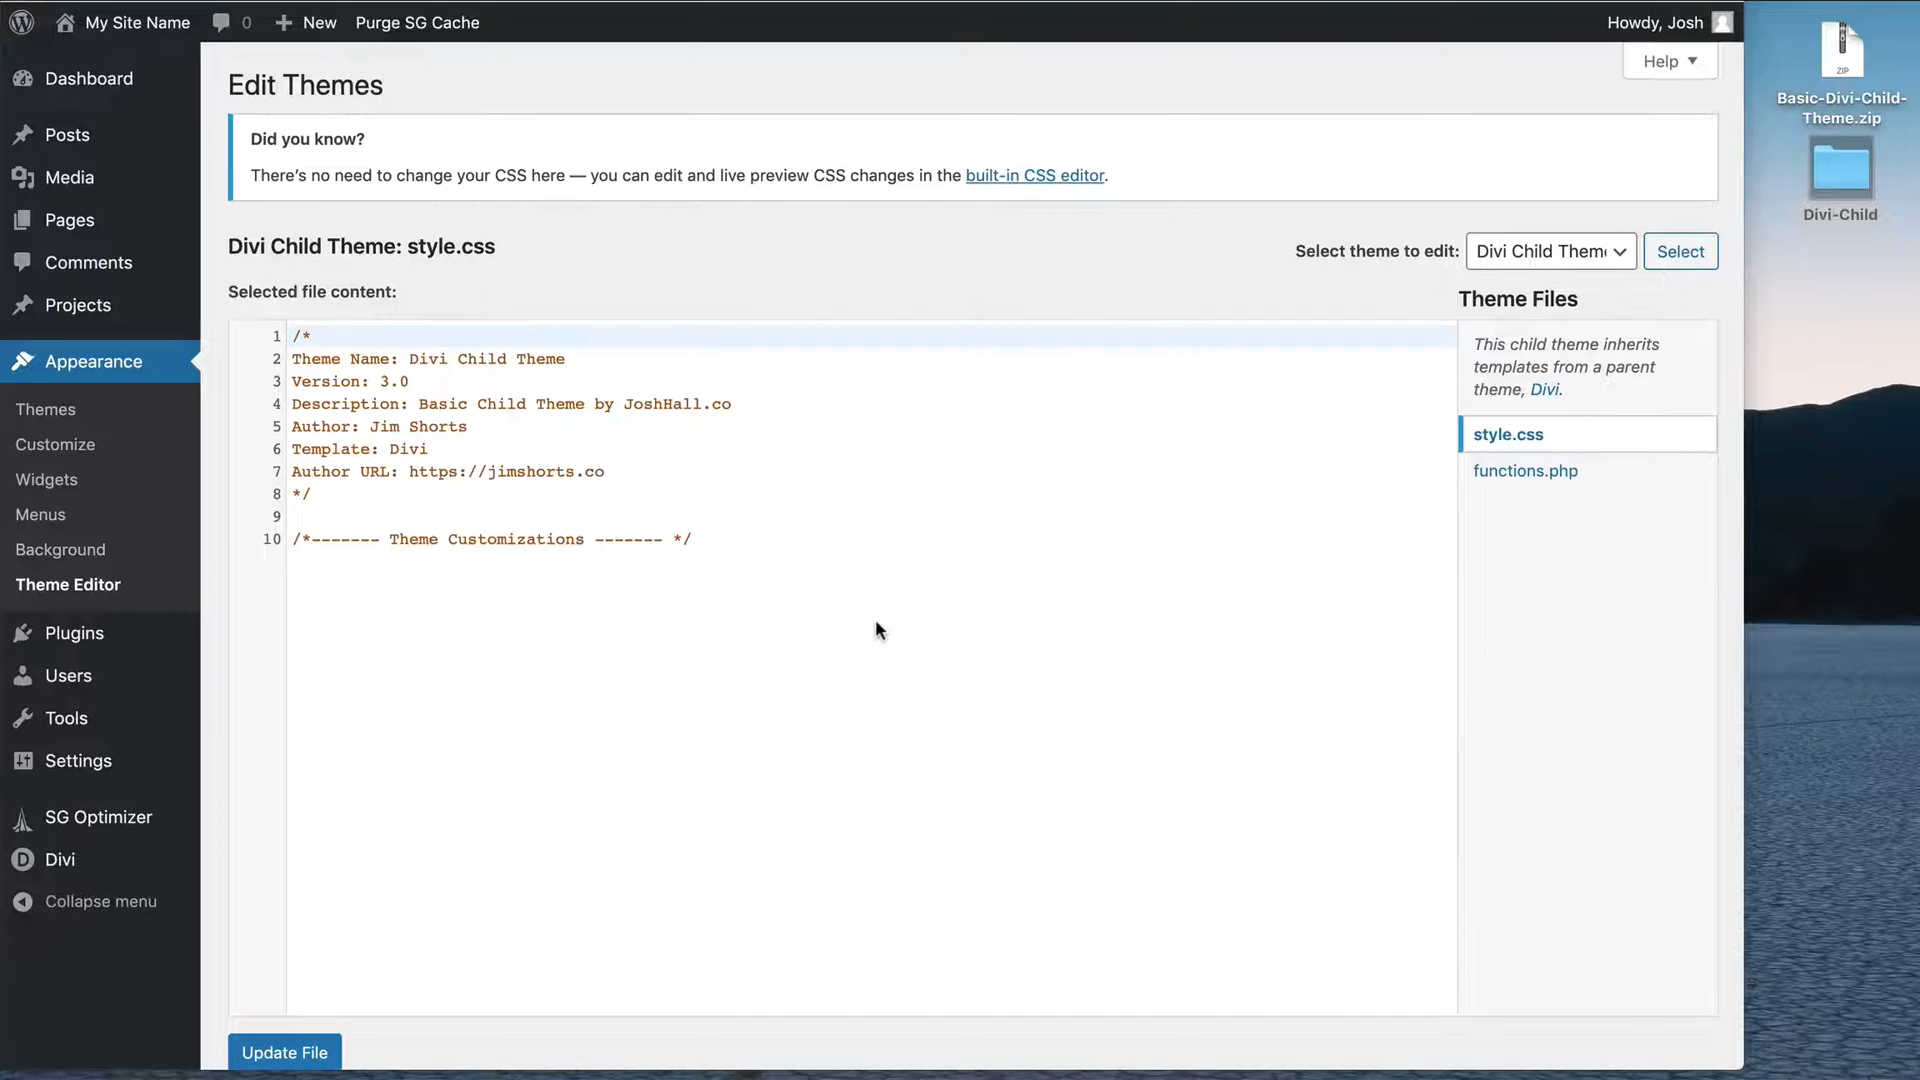 My Site Name 0 New Purge SG Cache Howdy, Josh
Dashboard
Posts
Media
Pages
Comments
Projects
Appearance
Themes
Customize
Widgets
Menus
Background
Theme Editor
Plugins
Users
Tools
Settings
SG Optimizer
Divi
Collapse menu
Help
Edit Themes
Did you know?
There's no need to change your CSS here — you can edit and live preview CSS changes in the built-in CSS editor.
Divi Child Theme: style.css
Select theme to edit: Divi Child Them Select
Selected file content:
1 /*
2 Theme Name: Divi Child Theme
3 Version: 3.0
4 Description: Basic Child Theme by JoshHall.co
5 Author: Jim Shorts
6 Template: Divi
7 Author URL: https://jimshorts.co
8 */
9
10 /*------- Theme Customizations ------- */
Theme Files
This child theme inherits
templates from a parent
theme, Divi.
style.css
functions.php
Update File
ZIP
Basic-Divi-Child-
Theme.zip
Divi-Child